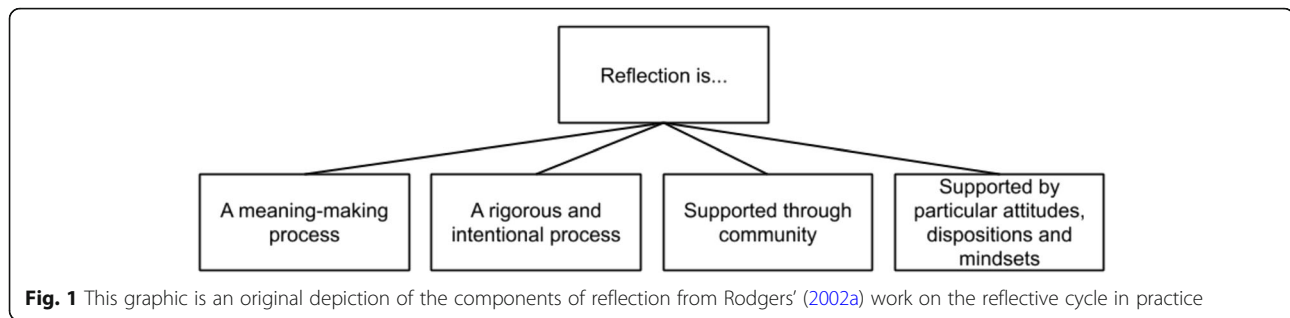 Reflection is...
A meaning-making
process
A rigorous and
intentional process
Supported through
community
Supported by
particular attitudes,
dispositions and
mindsets
Fig. 1 This graphic is an original depiction of the components of reflection from Rodgers’ (2002a) work on the reflective cycle in practice